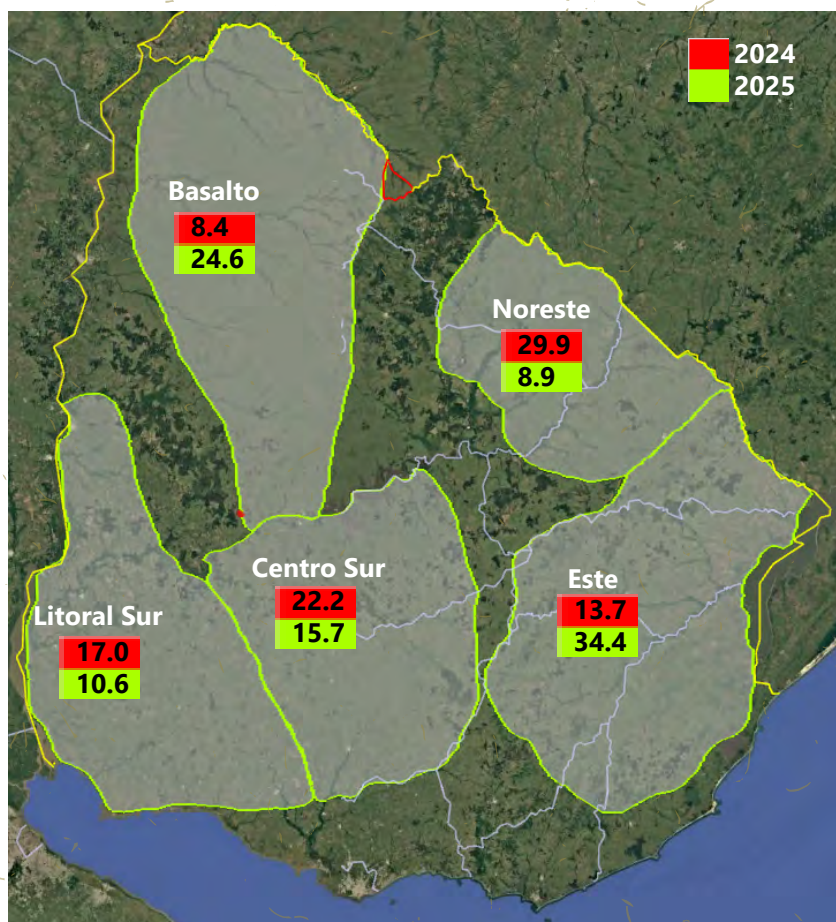 2024
2025
Basalto
8.4
24.6
Noreste
29.9
8.9
Centro Sur
22.2
15.7
Este
13.7
34.4
Litoral Sur
17.0
10.6